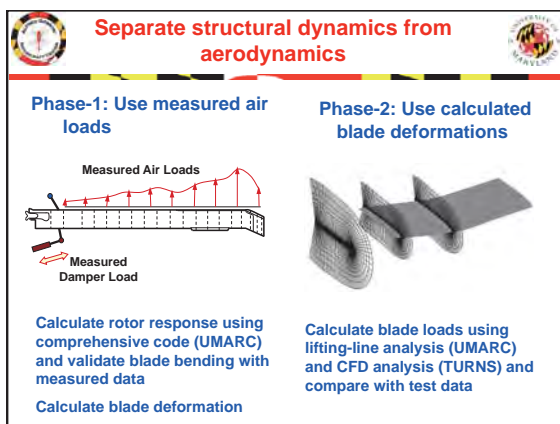 Separate structural dynamics from
aerodynamics
UNIVERSITY OF
MARYLAND
Phase-1: Use measured air
loads
Measured Air Loads
Measured
Damper Load
Calculate rotor response using
comprehensive code (UMARC)
and validate blade bending with
measured data
Calculate blade deformation
Phase-2: Use calculated
blade deformations
Calculate blade loads using
lifting-line analysis (UMARC)
and CFD analysis (TURNS) and
compare with test data